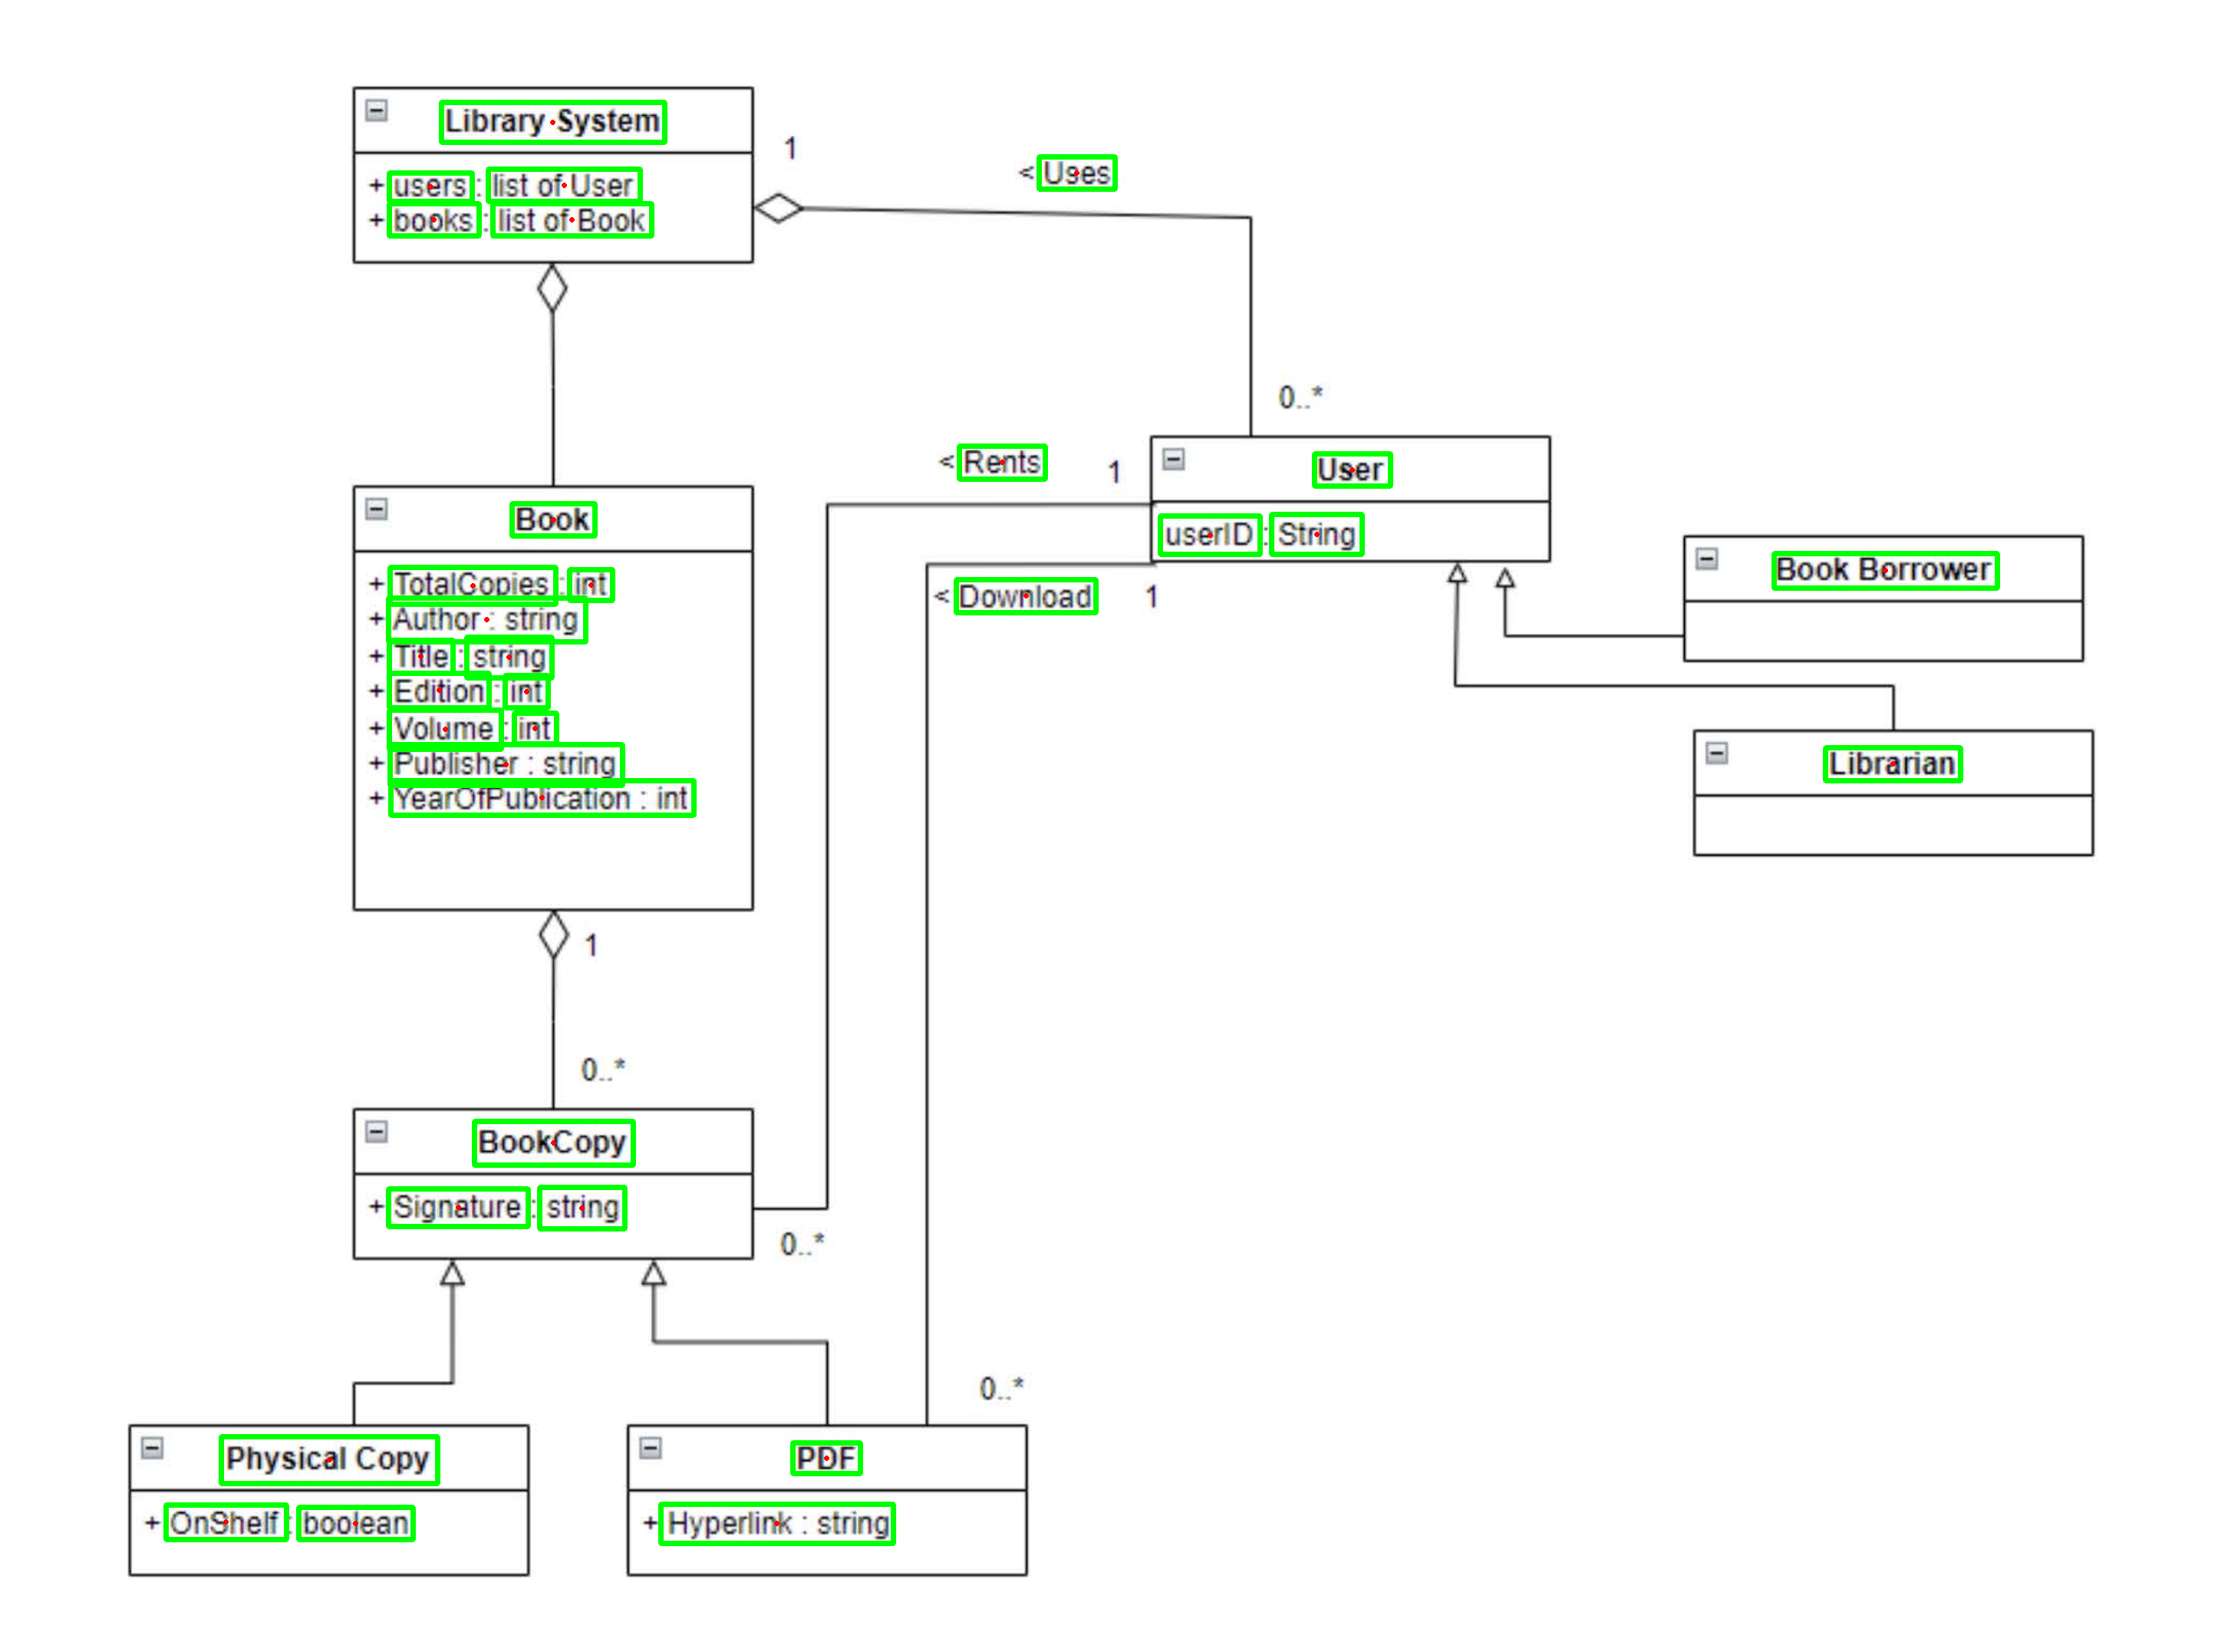 Library System
+ users : list of User
+ books : list of Book
1
< Uses
0..*
< Rents
1
User
userID : String
Book
+ TotalCopies : int
+ Author : string
+ Title : string
+ Edition : int
+ Volume : int
+ Publisher : string
+ YearOfPublication : int
< Download
1
Book Borrower
Librarian
1
0..*
BookCopy
+ Signature : string
0..*
0..*
Physical Copy
+ OnShelf : boolean
PDF
+ Hyperlink : string